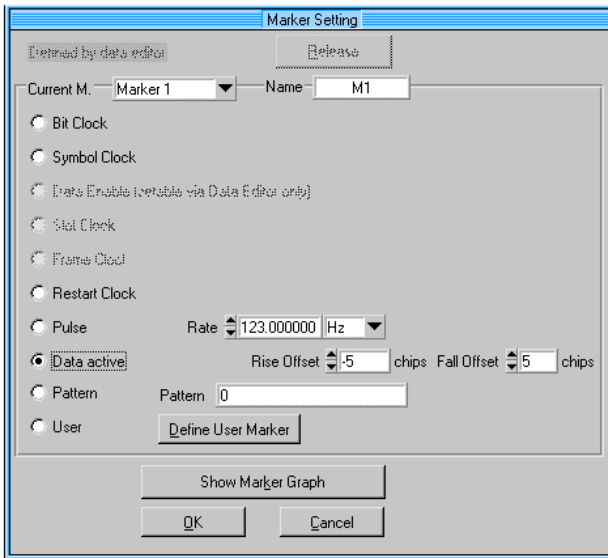 Marker Setting
Defined by data editor Release
Current M. Marker 1 Name M1
Bit Clock
Symbol Clock
Data Enable (setable via Data Editor only)
Slot Clock
Frame Clock
Restart Clock
Pulse Rate 123.000000 Hz
Data active Rise Offset -5 chips Fall Offset 5 chips
Pattern Pattern 0
User Define User Marker
Show Marker Graph
OK Cancel